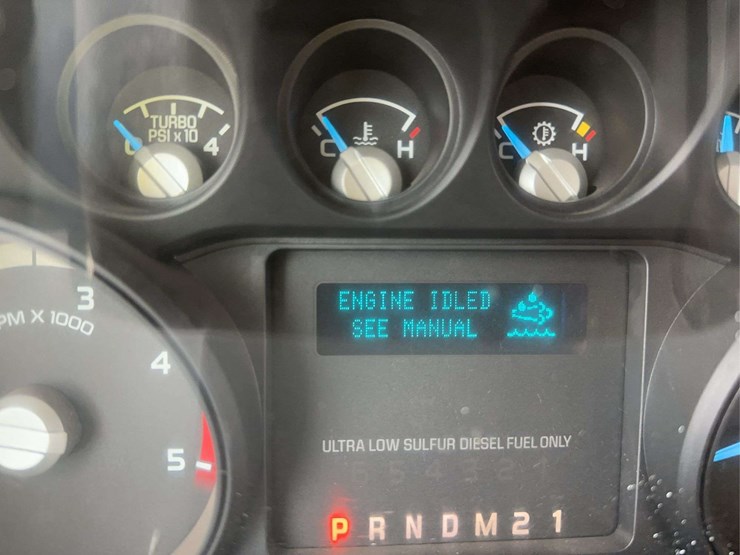 TURBO
PSI x 10
0 4
C H
C H
3
PM X 1000
4
5
ENGINE IDLED
SEE MANUAL
ULTRA LOW SULFUR DIESEL FUEL ONLY
P R N D M 2 1